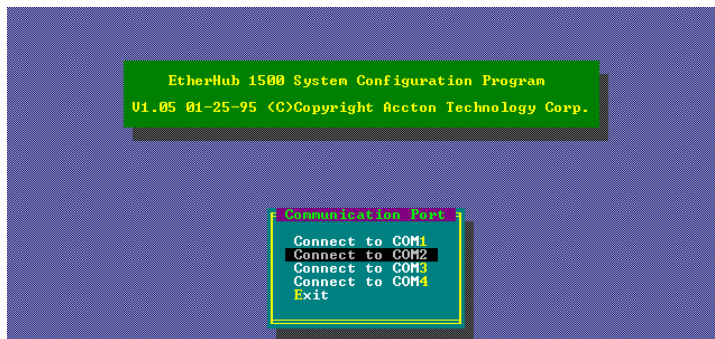 EtherHub 1500 System Configuration Program
V1.05 01-25-95 (C)Copyright Accton Technology Corp.
Communication Port
Connect to COM1
Connect to COM2
Connect to COM3
Connect to COM4
Exit